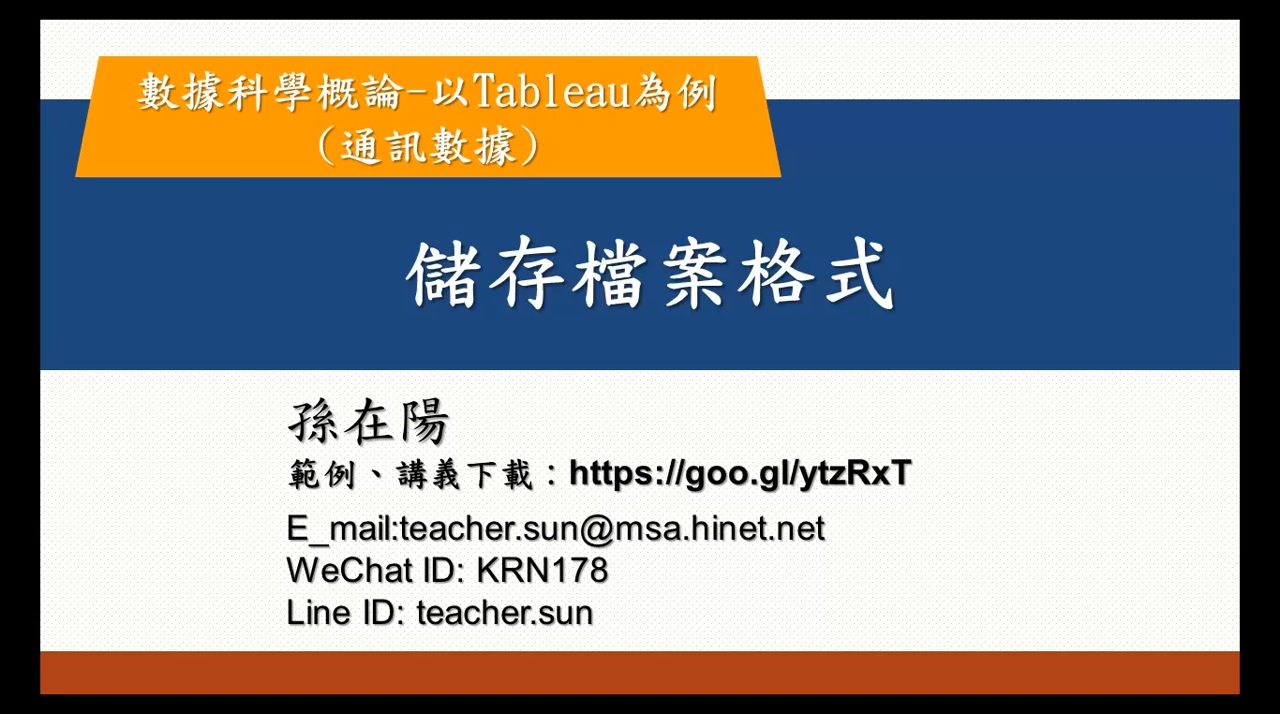 數據科學概論-以Tableau為例
(通訊數據)
儲存檔案格式
孫在陽
範例、講義下載：https://goo.gl/ytzRxT
E_mail:teacher.sun@msa.hinet.net
WeChat ID: KRN178
Line ID: teacher.sun